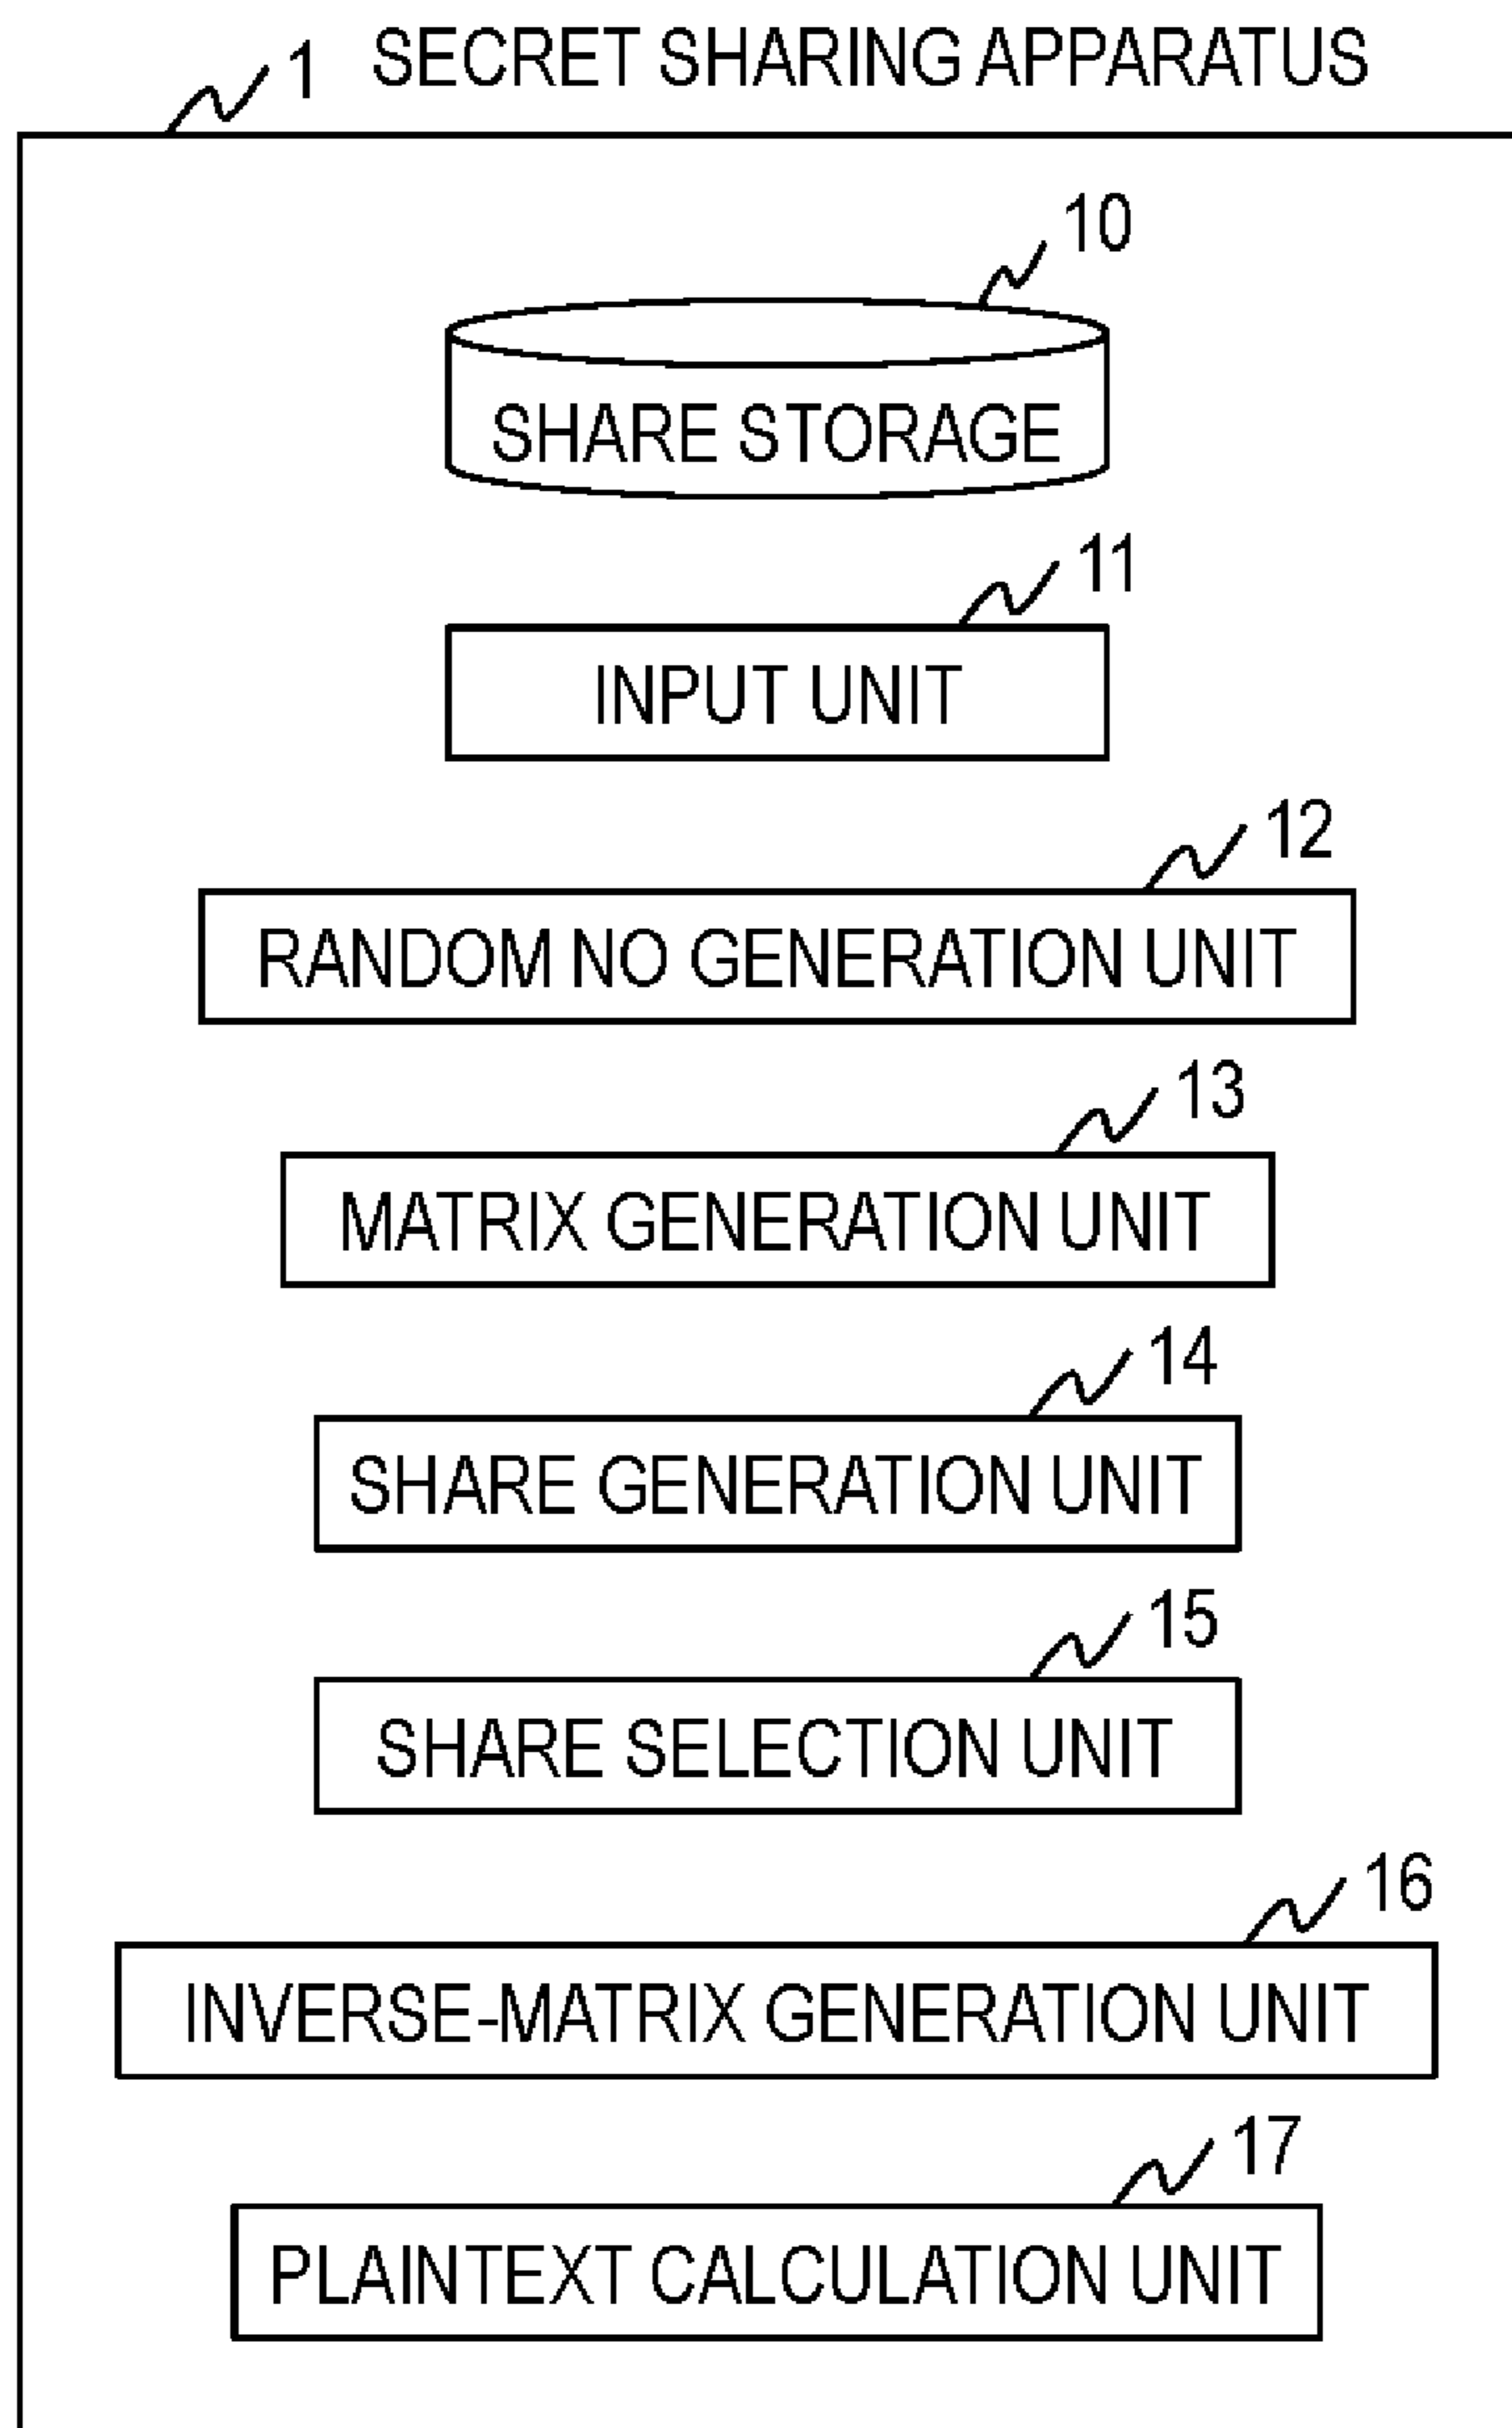 1 SECRET SHARING APPARATUS
10
SHARE STORAGE
11
INPUT UNIT
12
RANDOM NO GENERATION UNIT
13
MATRIX GENERATION UNIT
14
SHARE GENERATION UNIT
15
SHARE SELECTION UNIT
16
INVERSE-MATRIX GENERATION UNIT
17
PLAINTEXT CALCULATION UNIT